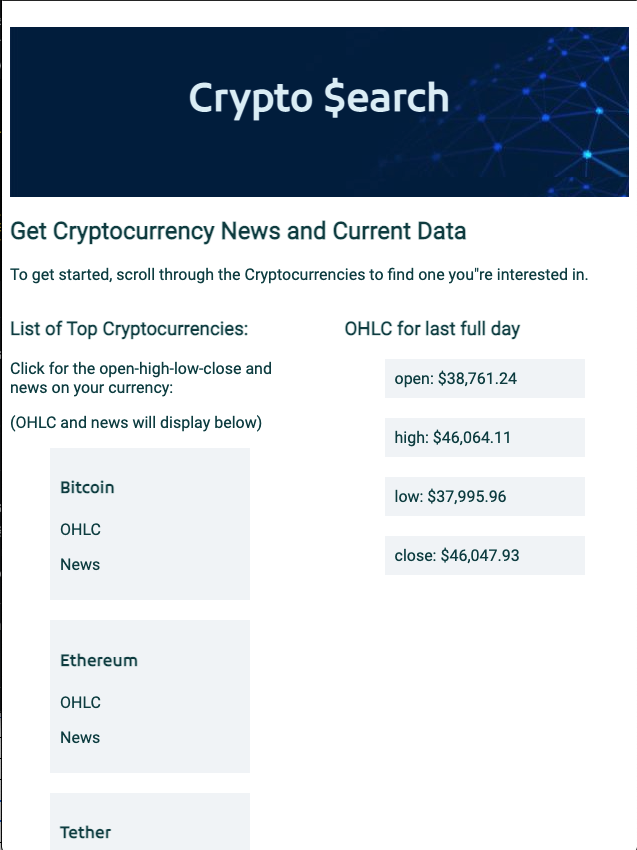 Crypto $earch
Get Cryptocurrency News and Current Data
To get started, scroll through the Cryptocurrencies to find one you"re interested in.
List of Top Cryptocurrencies:
Click for the open-high-low-close and
news on your currency:
(OHLC and news will display below)
Bitcoin
OHLC
News
Ethereum
OHLC
News
Tether
OHLC for last full day
open: $38,761.24
high: $46,064.11
low: $37,995.96
close: $46,047.93